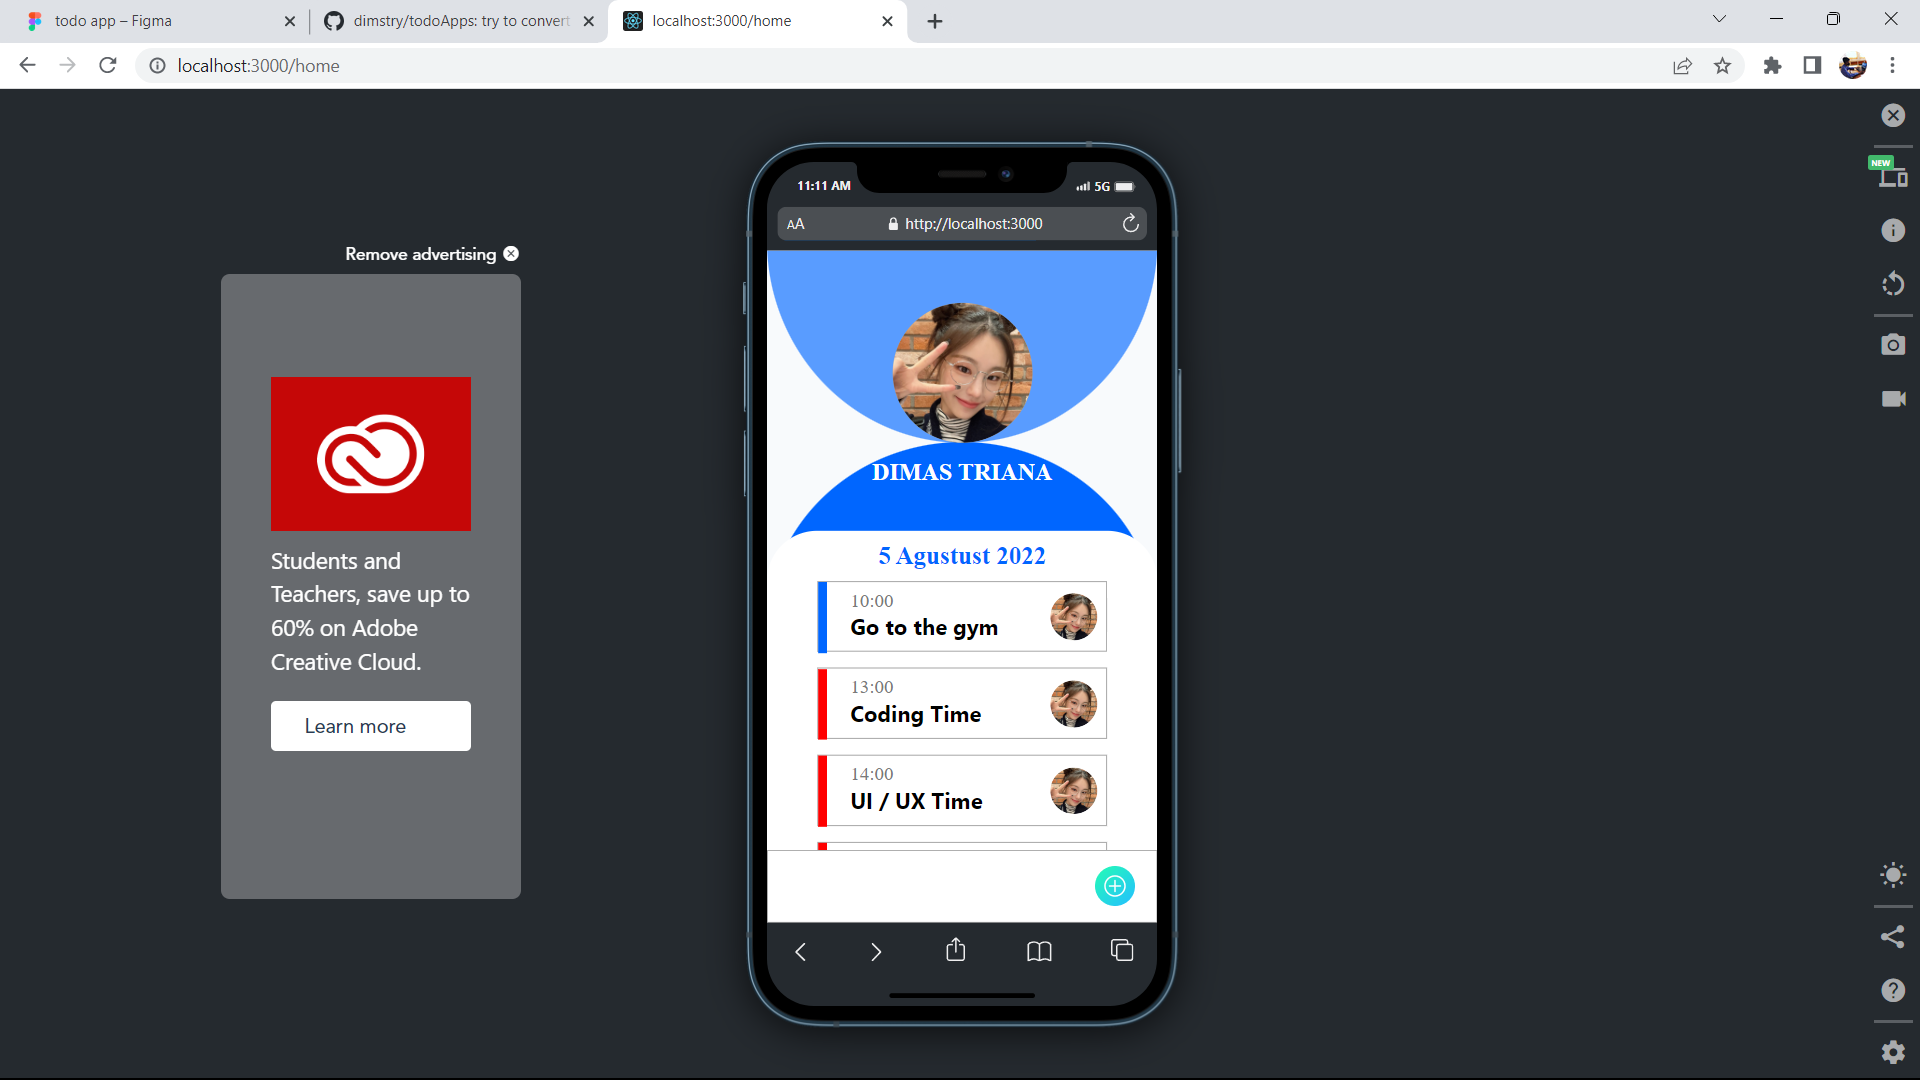 todo app – Figma
dimstry/todoApps: try to convert
localhost:3000/home
localhost:3000/home
NEW
Remove advertising
Students and
Teachers, save up to
60% on Adobe
Creative Cloud.
Learn more
11:11 AM
5G
AA
http://localhost:3000
DIMAS TRIANA
5 Agustust 2022
10:00
Go to the gym
13:00
Coding Time
14:00
UI / UX Time